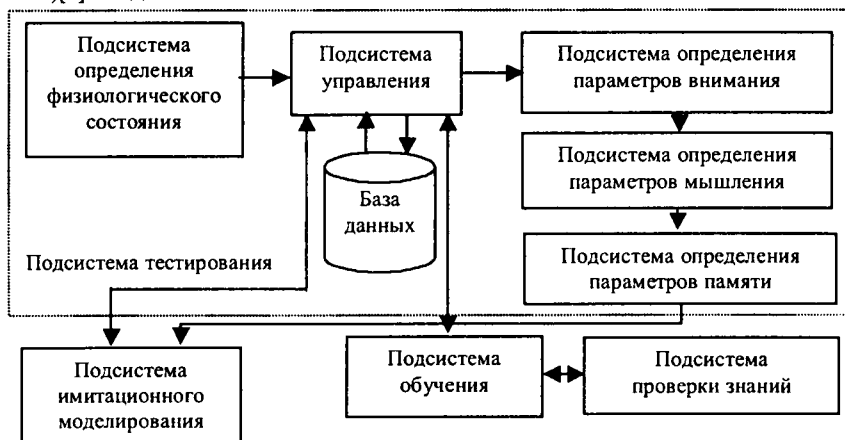 Подсистема
определения
физиологического
состояния
Подсистема
управления
Подсистема определения
параметров внимания
Подсистема определения
параметров мышления
База
данных
Подсистема определения
параметров памяти
Подсистема тестирования
Подсистема
имитационного
моделирования
Подсистема
обучения
Подсистема
проверки знаний